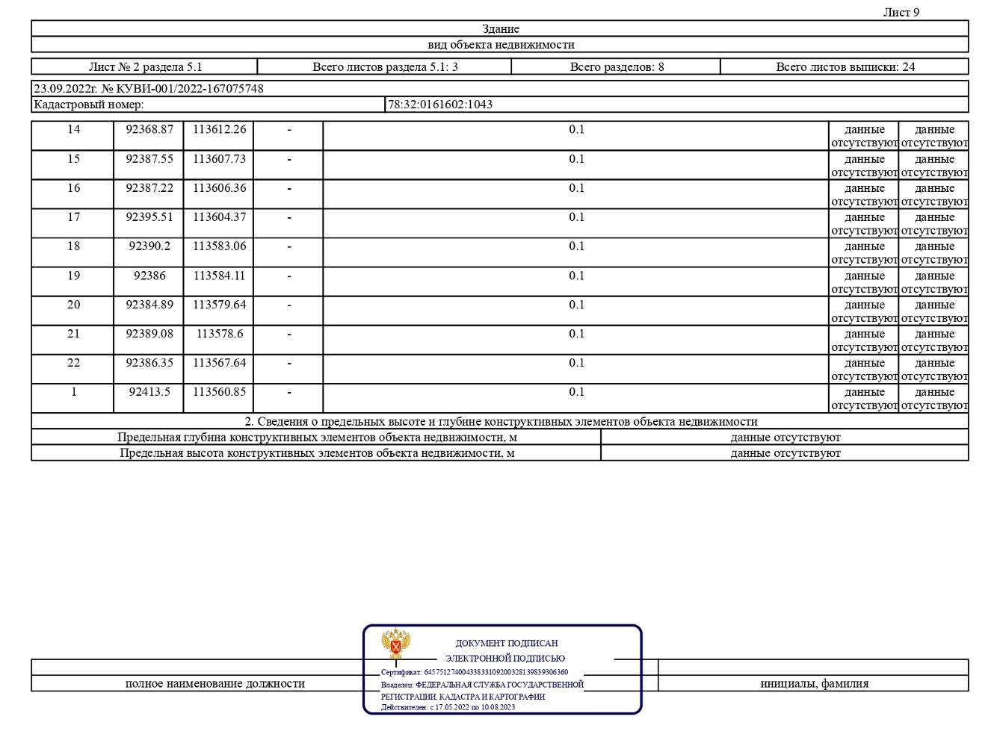 Лист 9
Здание
вид объекта недвижимости
Лист № 2 раздела 5.1 Всего листов раздела 5.1: 3 Всего разделов: 8 Всего листов выписки: 24
23.09.2022г. № КУВИ-001/2022-167075748
Кадастровый номер: 78:32:0161602:1043
14 92368.87 113612.26 - 0.1 данные отсутствуют данные отсутствуют
15 92387.55 113607.73 - 0.1 данные отсутствуют данные отсутствуют
16 92387.22 113606.36 - 0.1 данные отсутствуют данные отсутствуют
17 92395.51 113604.37 - 0.1 данные отсутствуют данные отсутствуют
18 92390.2 113583.06 - 0.1 данные отсутствуют данные отсутствуют
19 92386 113584.11 - 0.1 данные отсутствуют данные отсутствуют
20 92384.89 113579.64 - 0.1 данные отсутствуют данные отсутствуют
21 92389.08 113578.6 - 0.1 данные отсутствуют данные отсутствуют
22 92386.35 113567.64 - 0.1 данные отсутствуют данные отсутствуют
1 92413.5 113560.85 - 0.1 данные отсутствуют данные отсутствуют
2. Сведения о предельных высоте и глубине конструктивных элементов объекта недвижимости
Предельная глубина конструктивных элементов объекта недвижимости, м данные отсутствуют
Предельная высота конструктивных элементов объекта недвижимости, м данные отсутствуют
ДОКУМЕНТ ПОДПИСАН
ЭЛЕКТРОННОЙ ПОДПИСЬЮ
Сертификат: 64575127400433833109200328139839306360
Владелец: ФЕДЕРАЛЬНАЯ СЛУЖБА ГОСУДАРСТВЕННОЙ
РЕГИСТРАЦИИ, КАДАСТРА И КАРТОГРАФИИ
Действителен: с 17.05.2022 по 10.08.2023
полное наименование должности инициалы, фамилия